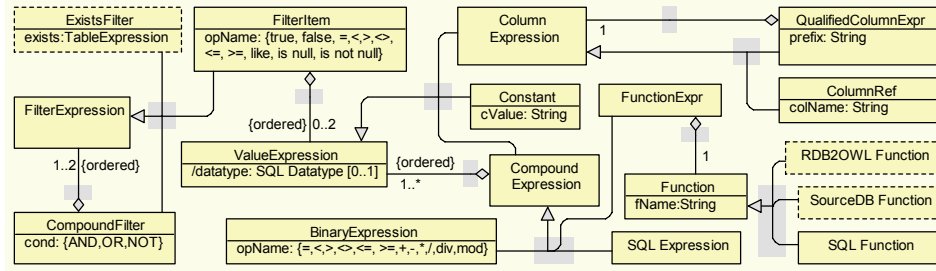 ExistsFilter
exists:TableExpression
FilterItem
opName: {true, false, =,<,>,<>,
<=, >=, like, is null, is not null}
Column
Expression
1
QualifiedColumnExpr
prefix: String
ColumnRef
colName: String
FilterExpression
Constant
cValue: String
FunctionExpr
{ordered} 0..2
1..2 {ordered}
ValueExpression
/datatype: SQL Datatype [0..1]
{ordered}
1..*
Compound
Expression
1
Function
fName:String
RDB2OWL Function
SourceDB Function
SQL Function
CompoundFilter
cond: {AND,OR,NOT}
BinaryExpression
opName: {=,<,>,<>,<=, >=,+,-,*,/,div,mod}
SQL Expression